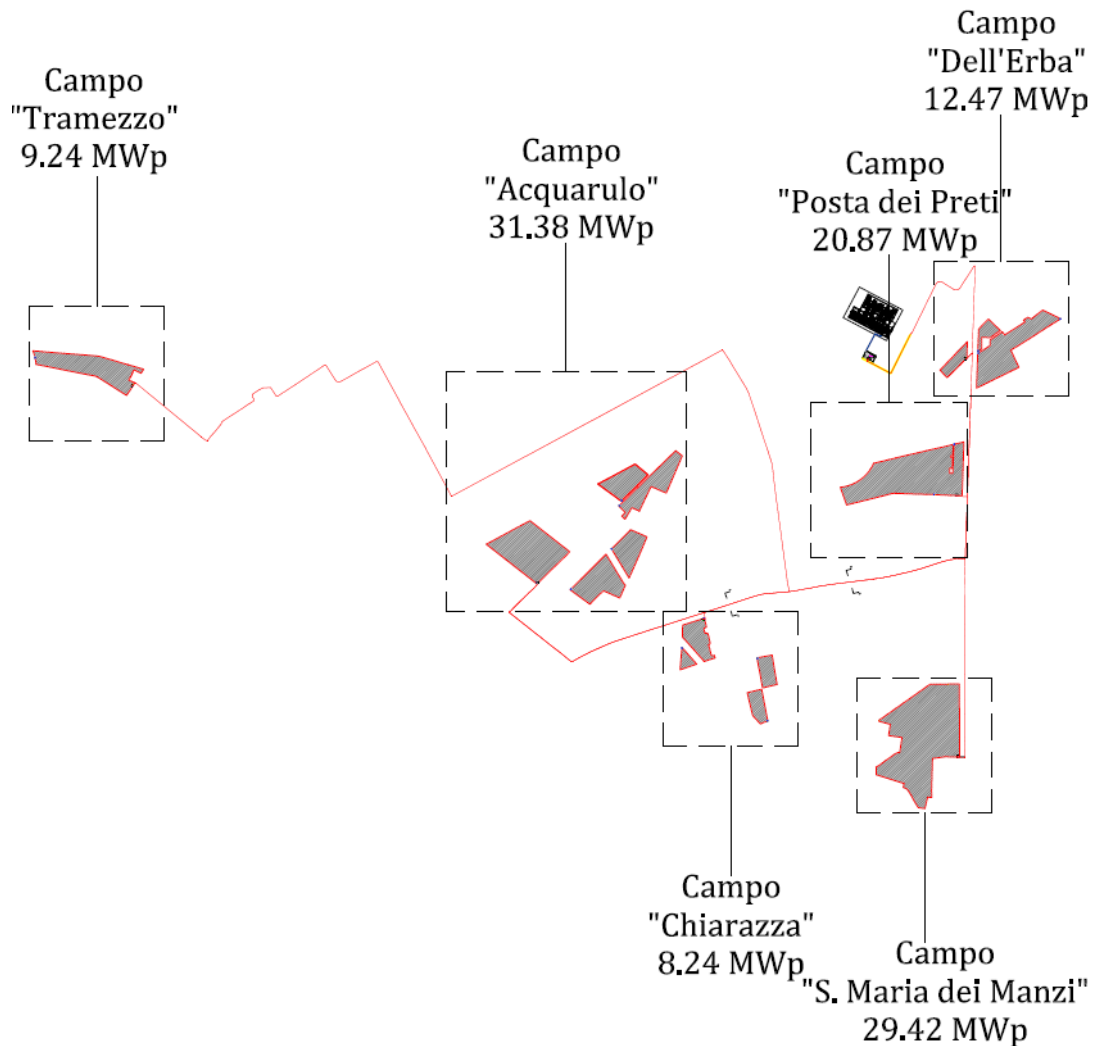 Campo
"Dell'Erba"
12.47 MWp
Campo
"Tramezzo"
9.24 MWp
Campo
"Acquarulo"
31.38 MWp
Campo
"Posta dei Preti"
20.87 MWp
Campo
"Chiarazza"
8.24 MWp
Campo
"S. Maria dei Manzi"
29.42 MWp